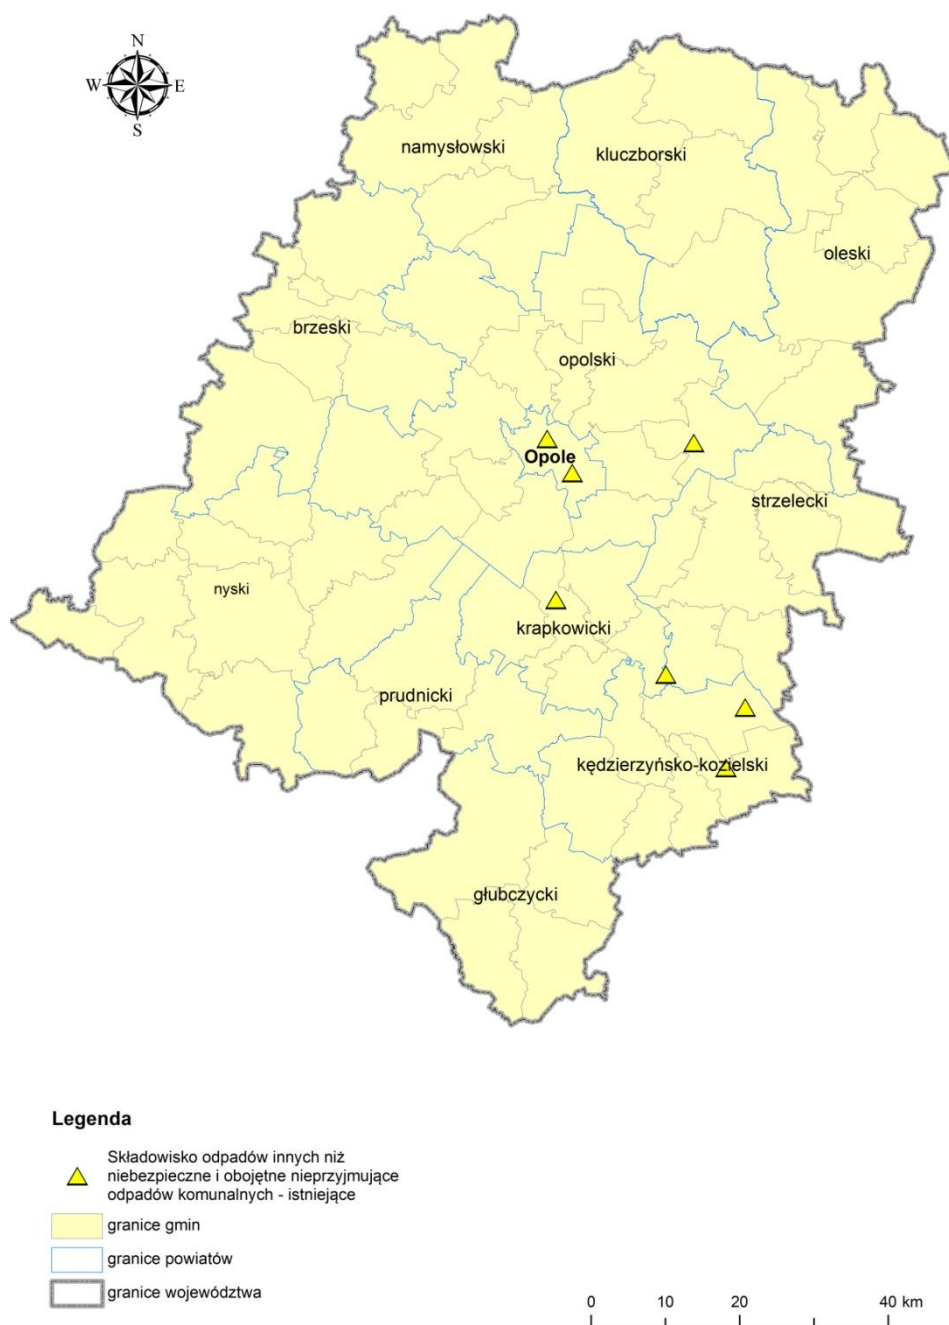 N
W E
S
namysłowski
kluczborski
oleski
brzeski
opolski
Opole
strzelecki
nyski
krapkowicki
prudnicki
kędzierzyńsko-kozielski
głubczycki
Legenda
Składowisko odpadów innych niż
niebezpieczne i obojętne nieprzyjmujące
odpadów komunalnych - istniejące
granice gmin
granice powiatów
granice województwa
0 10 20 40 km